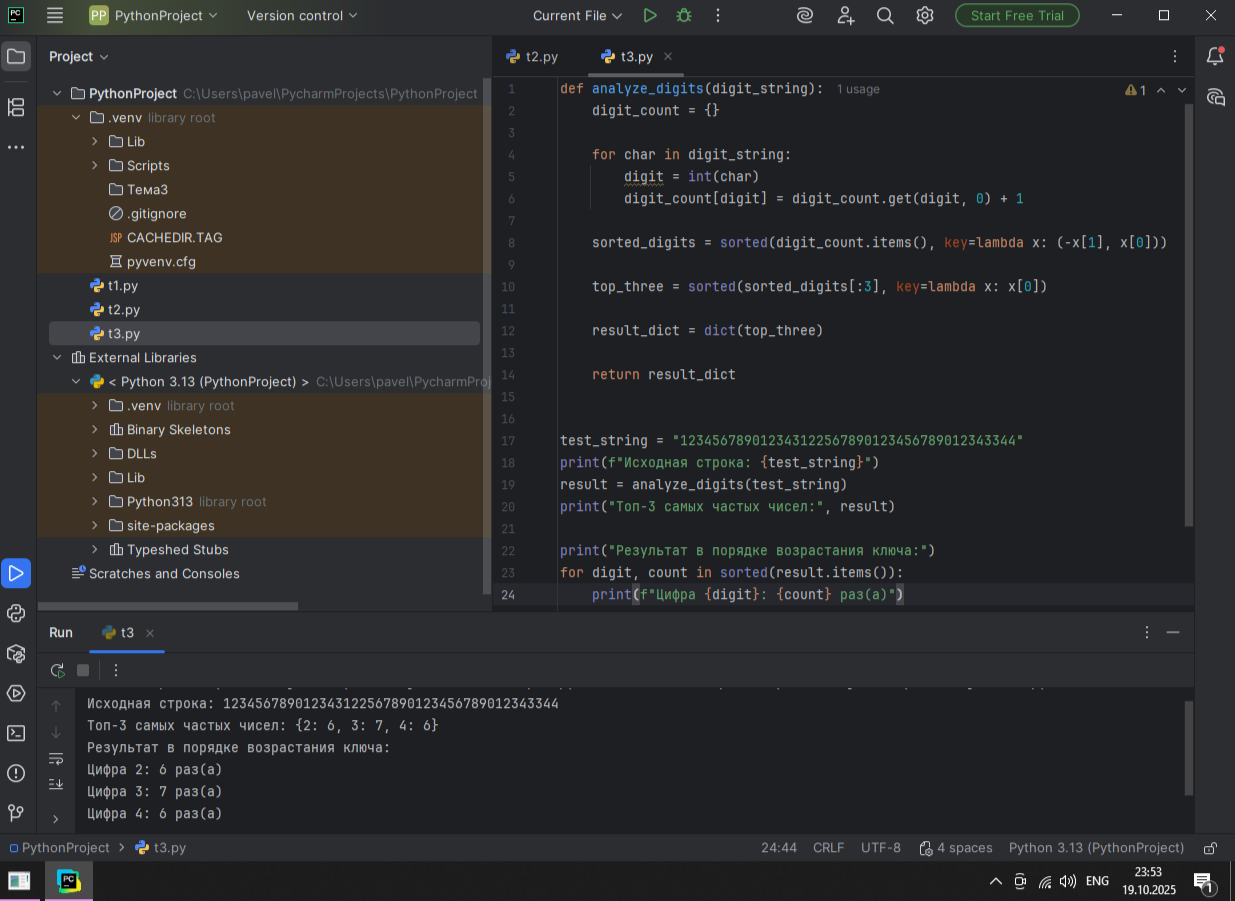 PC
PP PythonProject Version control Current File Start Free Trial
Project
t2.py t3.py
PythonProject C:\Users\pavel\PycharmProjects\PythonProject
.venv library root
Lib
Scripts
Тема3
.gitignore
JSP CACHEDIR.TAG
pyvenv.cfg
t1.py
t2.py
t3.py
External Libraries
< Python 3.13 (PythonProject) > C:\Users\pavel\PycharmProj
.venv library root
Binary Skeletons
DLLs
Lib
Python313 library root
site-packages
Typeshed Stubs
Scratches and Consoles
1 def analyze_digits(digit_string): 1 usage
1
2 digit_count = {}
3
4 for char in digit_string:
5 digit = int(char)
6 digit_count[digit] = digit_count.get(digit, 0) + 1
7
8 sorted_digits = sorted(digit_count.items(), key=lambda x: (-x[1], x[0]))
9
10 top_three = sorted(sorted_digits[:3], key=lambda x: x[0])
11
12 result_dict = dict(top_three)
13
14 return result_dict
15
16
17 test_string = "123456789012343122567890123456789012343344"
18 print(f"Исходная строка: {test_string}")
19 result = analyze_digits(test_string)
20 print("Топ-3 самых частых чисел:", result)
21
22 print("Результат в порядке возрастания ключа:")
23 for digit, count in sorted(result.items()):
24 print(f"Цифра {digit}: {count} раз(а)")
Run t3
Исходная строка: 123456789012343122567890123456789012343344
Топ-3 самых частых чисел: {2: 6, 3: 7, 4: 6}
Результат в порядке возрастания ключа:
Цифра 2: 6 раз(а)
Цифра 3: 7 раз(а)
Цифра 4: 6 раз(а)
PythonProject > t3.py 24:44 CRLF UTF-8 4 spaces Python 3.13 (PythonProject)
PC ENG 23:53
19.10.2025
1